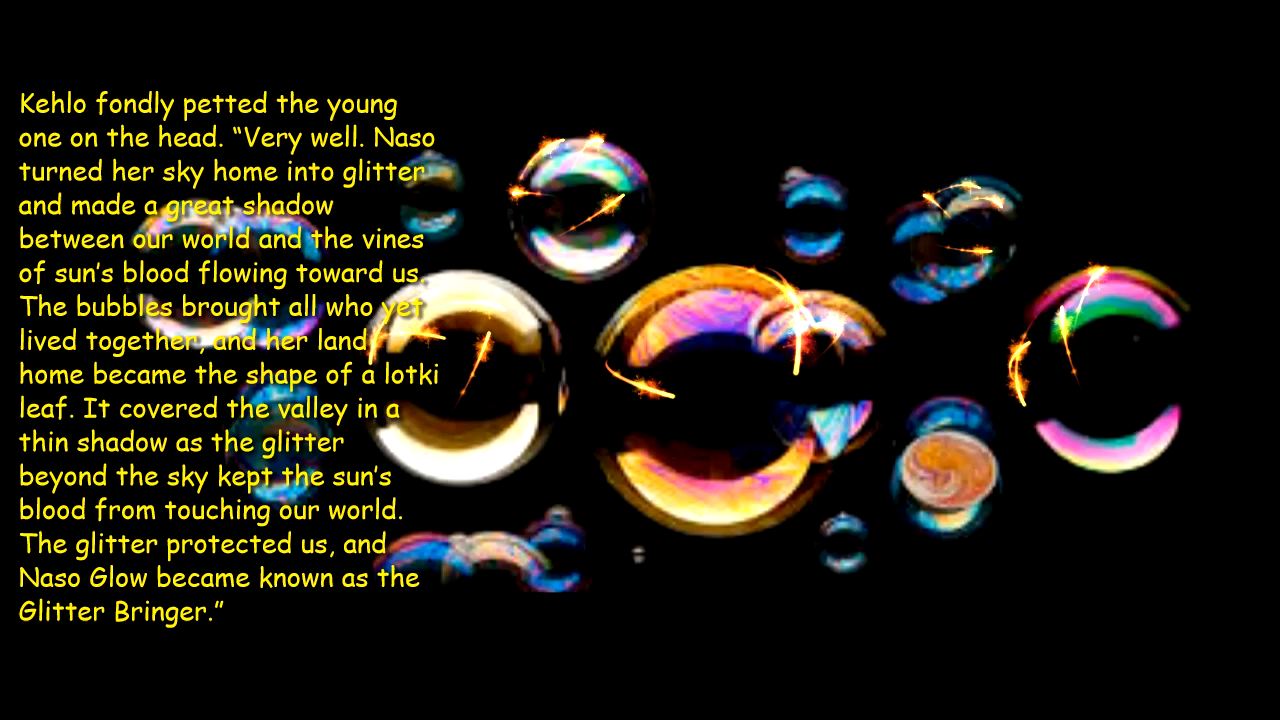 Kehlo fondly petted the young
one on the head. “Very well. Naso
turned her sky home into glitter
and made a great shadow
between our world and the vines
of sun’s blood flowing toward us.
The bubbles brought all who yet
lived together, and her land
home became the shape of a lotki
leaf. It covered the valley in a
thin shadow as the glitter
beyond the sky kept the sun’s
blood from touching our world.
The glitter protected us, and
Naso Glow became known as the
Glitter Bringer.”